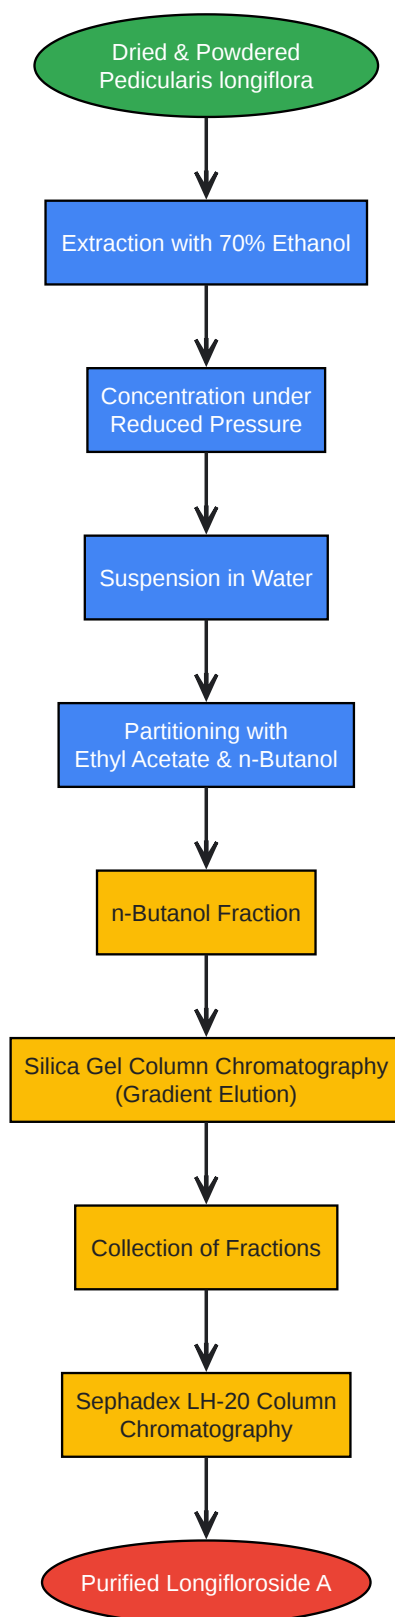 Dried & Powdered
Pedicularis longiflora
Extraction with 70% Ethanol
Concentration under
Reduced Pressure
Suspension in Water
Partitioning with
Ethyl Acetate & n-Butanol
n-Butanol Fraction
Silica Gel Column Chromatography
(Gradient Elution)
Collection of Fractions
Sephadex LH-20 Column
Chromatography
Purified Longifloroside A